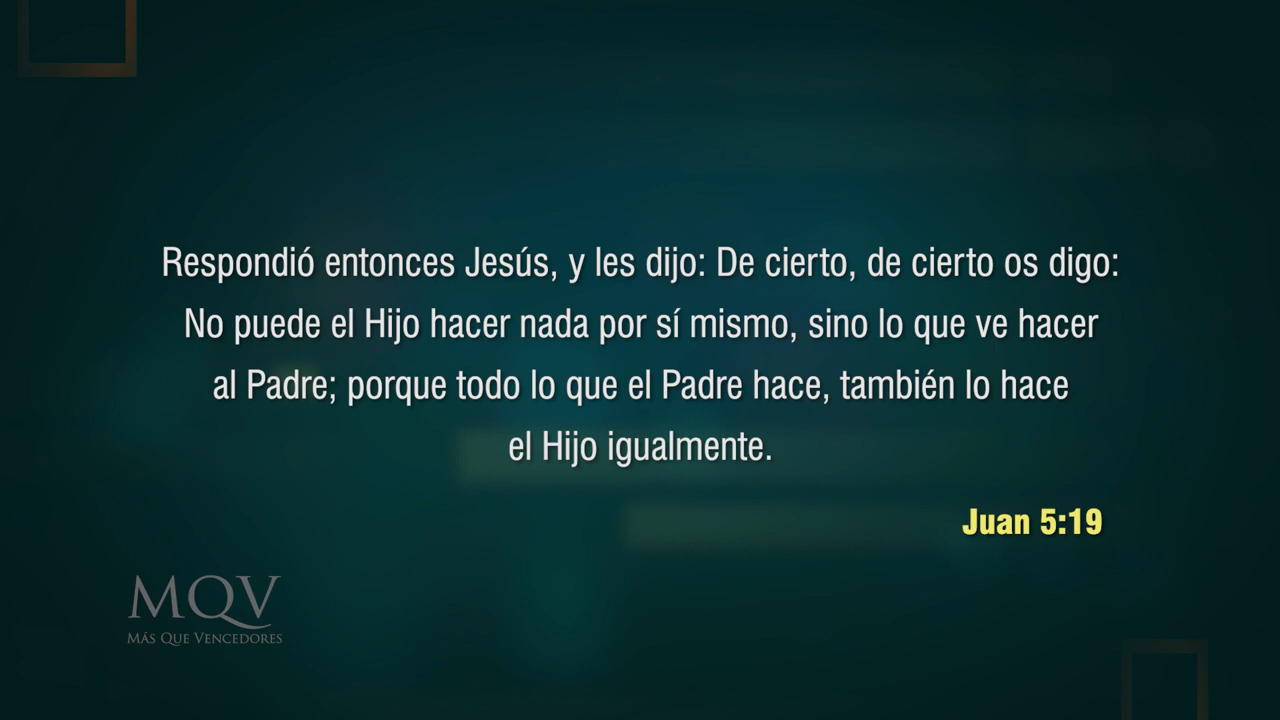 Respondió entonces Jesús, y les dijo: De cierto, de cierto os digo:
No puede el Hijo hacer nada por sí mismo, sino lo que ve hacer
al Padre; porque todo lo que el Padre hace, también lo hace
el Hijo igualmente.
Juan 5:19
MQV
MÁS QUE VENCEDORES